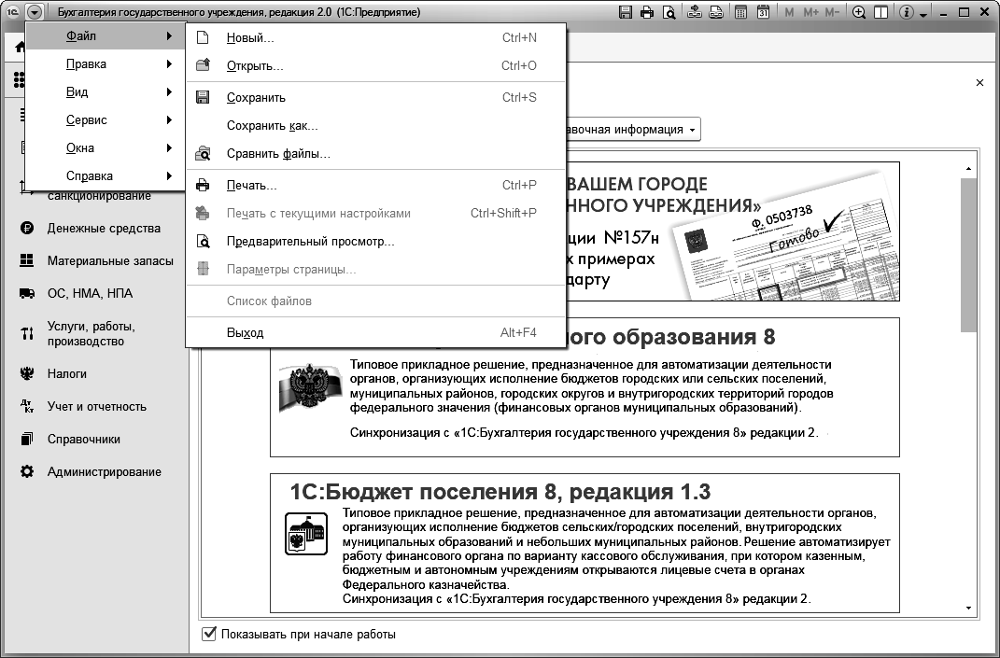 Бухгалтерия государственного учреждения, редакция 2.0 (1С:Предприятие)
M M+ M-
Файл
Правка
Вид
Сервис
Окна
Справка
Новый... Ctrl+N
Открыть... Ctrl+O
Сохранить Ctrl+S
Сохранить как...
Сравнить файлы...
Печать... Ctrl+P
Печать с текущими настройками Ctrl+Shift+P
Предварительный просмотр...
Параметры страницы...
Список файлов
Выход Alt+F4
санкционирование
Денежные средства
Материальные запасы
ОС, НМА, НПА
Услуги, работы,
производство
Налоги
Учет и отчетность
Справочники
Администрирование
авочная информация
ВАШЕМ ГОРОДЕ
ННОГО УЧРЕЖДЕНИЯ»
ции №157н
х примерах
дарту
Ф. 0503738
Готово
ого образования 8
Типовое прикладное решение, предназначенное для автоматизации деятельности
органов, организующих исполнение бюджетов городских или сельских поселений,
муниципальных районов, городских округов и внутригородских территорий городов
федерального значения (финансовых органов муниципальных образований).
Синхронизация с «1С:Бухгалтерия государственного учреждения 8» редакции 2.
1С:Бюджет поселения 8, редакция 1.3
Типовое прикладное решение, предназначенное для автоматизации деятельности органов,
организующих исполнение бюджетов сельских/городских поселений, внутригородских
муниципальных образований и небольших муниципальных районов. Решение автоматизирует
работу финансового органа по варианту кассового обслуживания, при котором казенным,
бюджетным и автономным учреждениям открываются лицевые счета в органах
Федерального казначейства.
Синхронизация с «1С:Бухгалтерия государственного учреждения 8» редакции 2.
Показывать при начале работы